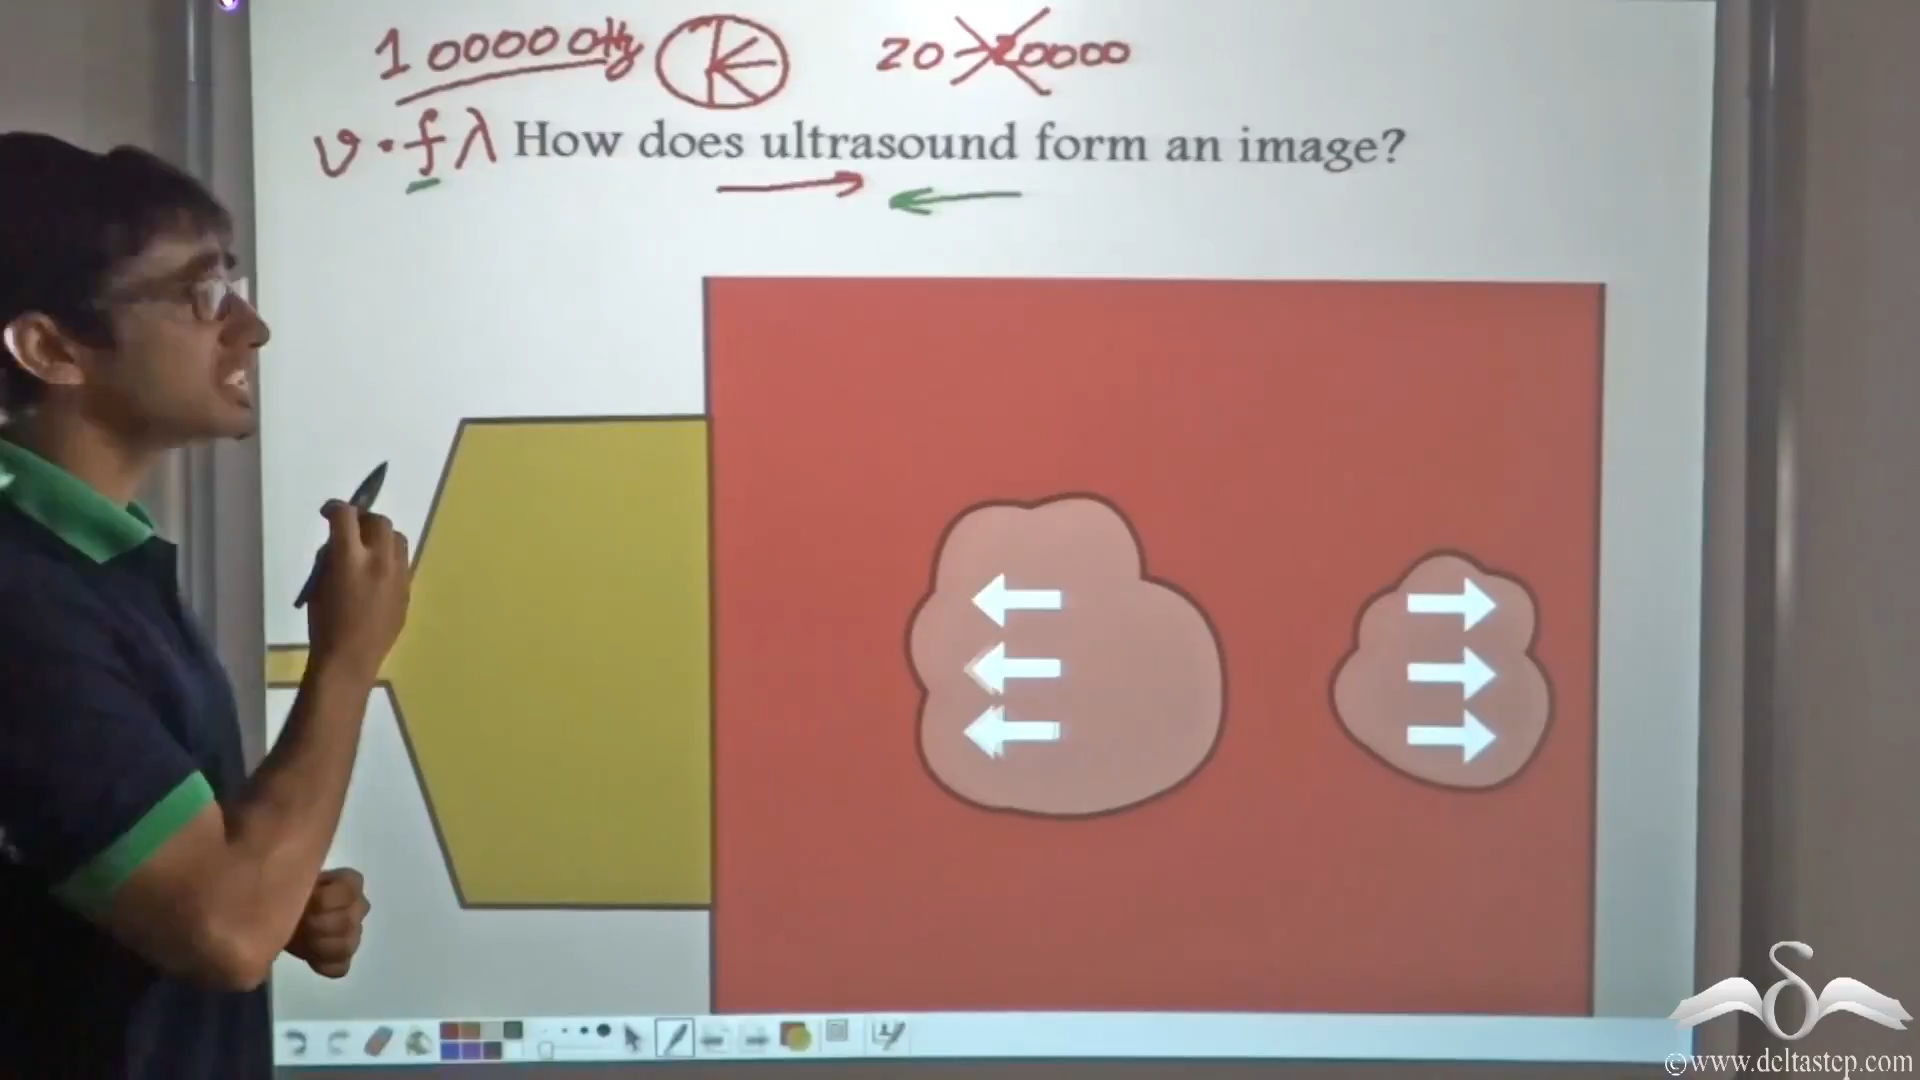 100000Hz K 20-20000
v=fλ How does ultrasound form an image?
©www.deltastep.com